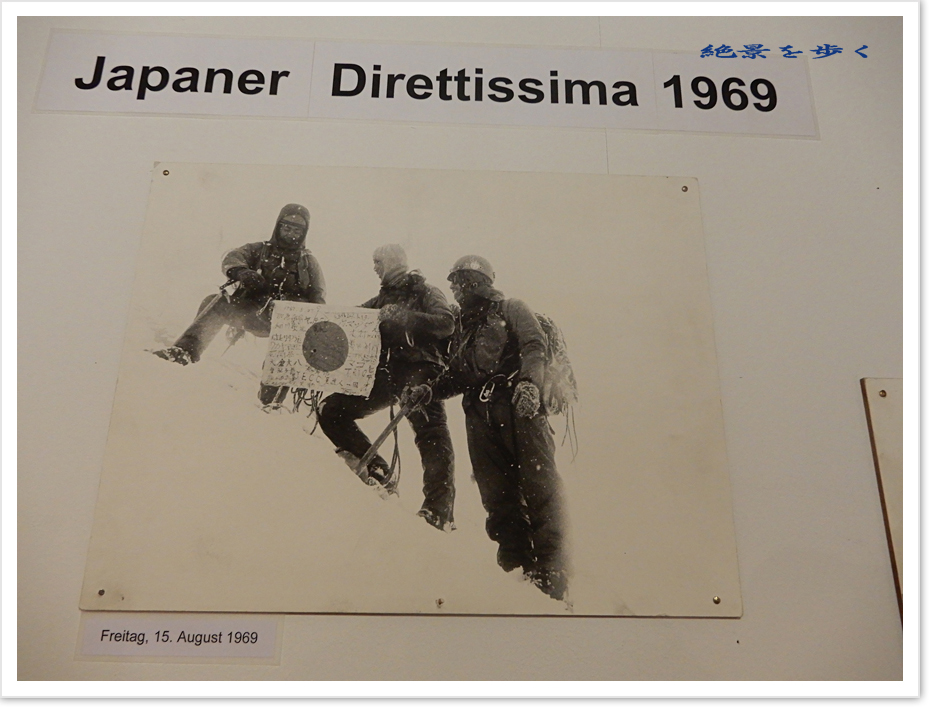 絶景を歩く
Japaner Direttissima 1969
Freitag, 15. August 1969